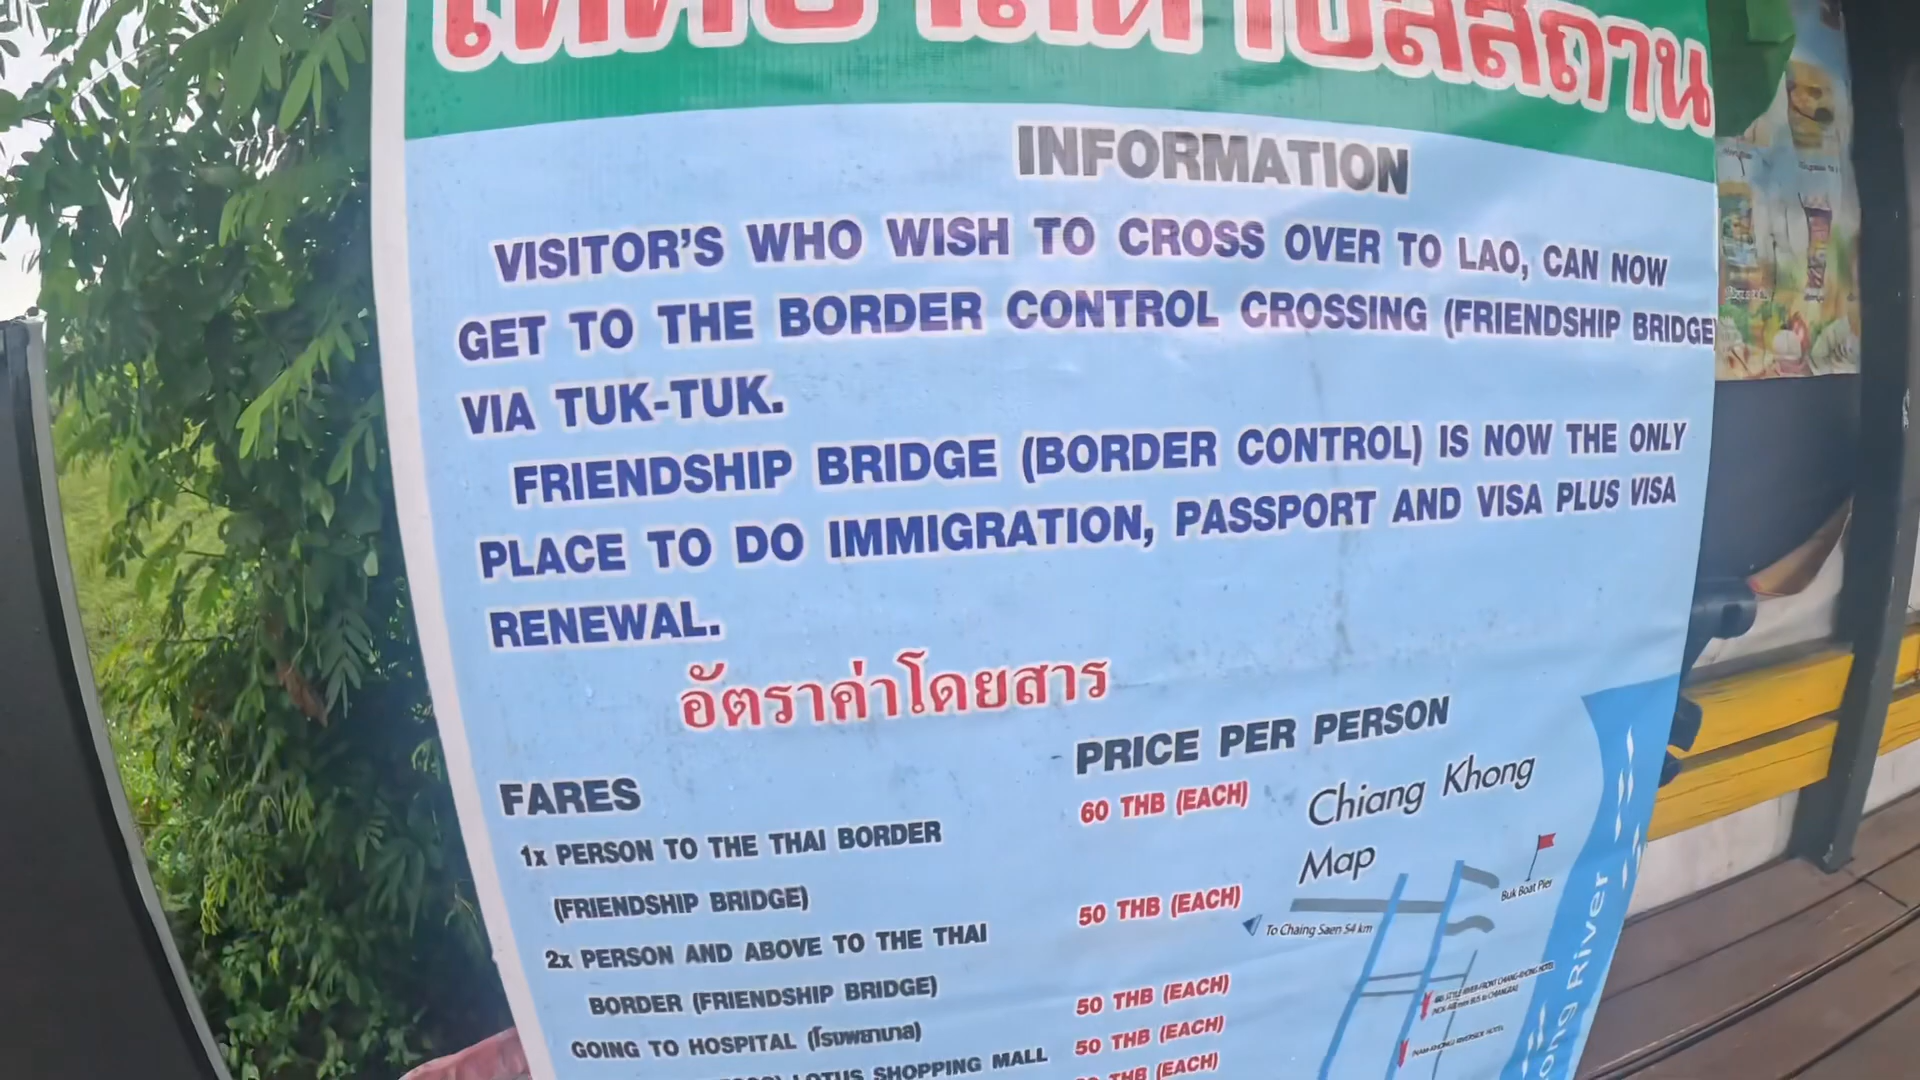 INFORMATION
VISITOR'S WHO WISH TO CROSS OVER TO LAO, CAN NOW
GET TO THE BORDER CONTROL CROSSING (FRIENDSHIP BRIDGE)
VIA TUK-TUK.
FRIENDSHIP BRIDGE (BORDER CONTROL) IS NOW THE ONLY
PLACE TO DO IMMIGRATION, PASSPORT AND VISA PLUS VISA
RENEWAL.
อัตราค่าโดยสาร
FARES
PRICE PER PERSON
1x PERSON TO THE THAI BORDER
60 THB (EACH)
(FRIENDSHIP BRIDGE)
50 THB (EACH)
2x PERSON AND ABOVE TO THE THAI
BORDER (FRIENDSHIP BRIDGE)
50 THB (EACH)
GOING TO HOSPITAL (โรงพยาบาล)
50 THB (EACH)
LOTUS SHOPPING MALL
THB (EACH)
Chiang Khong
Map
Buk Boat Pier
To Chaing Saen 54 km
ong River